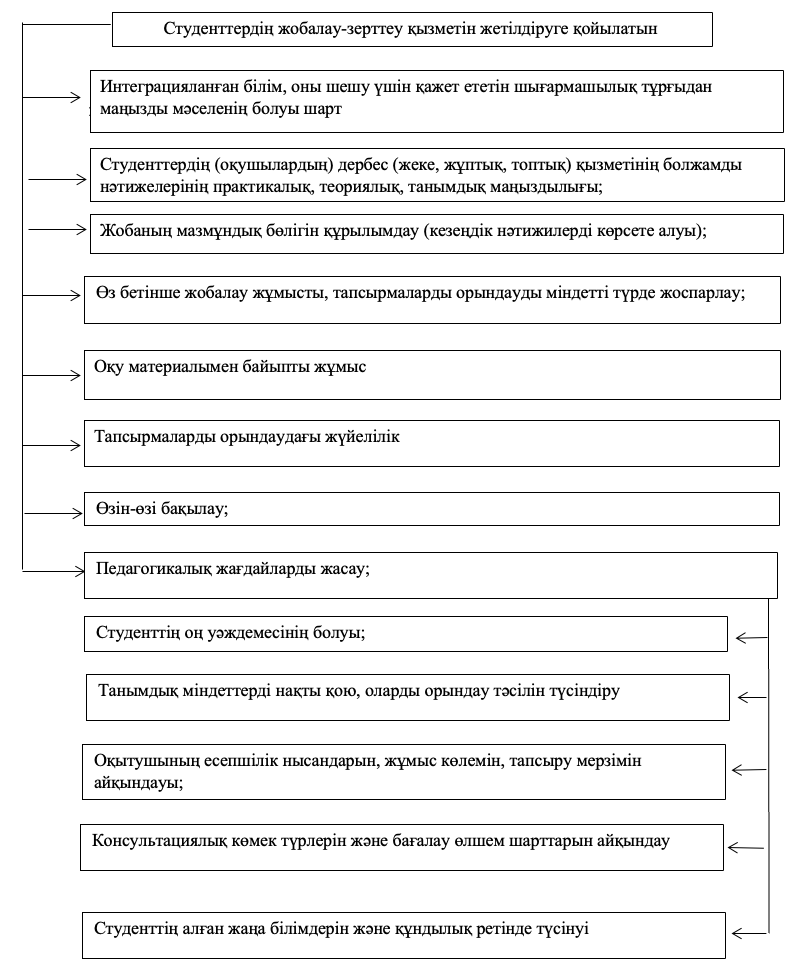 Студенттердің жобалау-зерттеу қызметін жетілдіруге қойылатын
Интеграцияланған білім, оны шешу үшін қажет ететін шығармашылық тұрғыдан
маңызды мәселенің болуы шарт
Студенттердің (оқушылардың) дербес (жеке, жұптық, топтық) қызметінің болжамды
нәтижелерінің практикалық, теориялық, танымдық маңыздылығы;
Жобаның мазмұндық бөлігін құрылымдау (кезеңдік нәтижилерді көрсете алуы);
Өз бетінше жобалау жұмысты, тапсырмаларды орындауды міндетті түрде жоспарлау;
Оқу материалымен байыпты жұмыс
Тапсырмаларды орындаудағы жүйелілік
Өзін-өзі бақылау;
Педагогикалық жағдайларды жасау;
Студенттің оң уәждемесінің болуы;
Танымдық міндеттерді нақты қою, оларды орындау тәсілін түсіндіру
Оқытушының есепшілік нысандарын, жұмыс көлемін, тапсыру мерзімін
айқындауы;
Консультациялық көмек түрлерін және бағалау өлшем шарттарын айқындау
Студенттің алған жаңа білімдерін және құндылық ретінде түсінуі